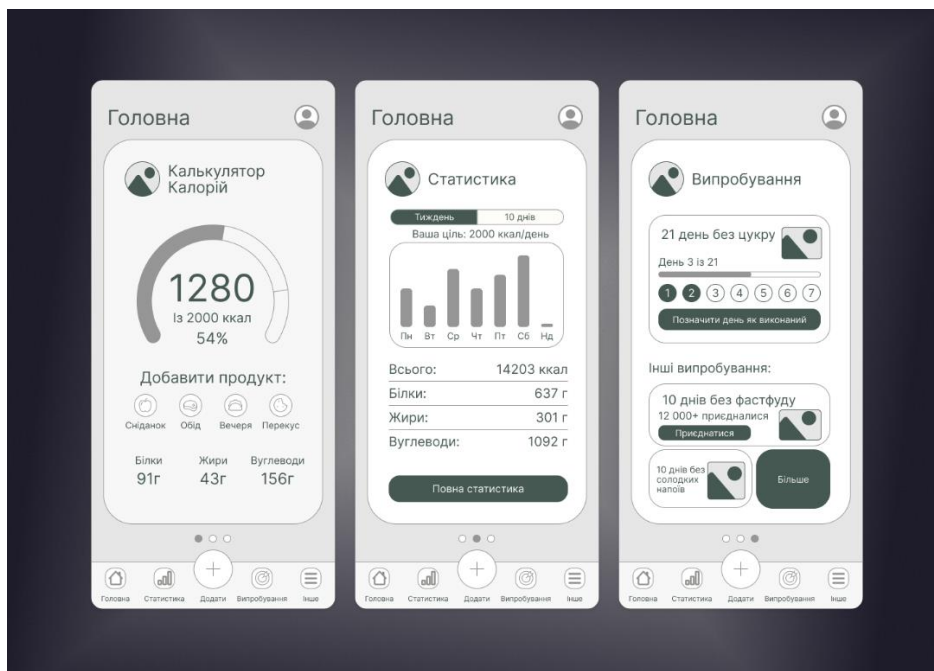 Головна
Калькулятор
Калорій
1280
Із 2000 ккал
54%
Добавити продукт:
Сніданок Обід Вечеря Перекус
Білки Жири Вуглеводи
91г 43г 156г
Головна Статистика Додати Випробування Інше
Головна
Статистика
Тиждень 10 днів
Ваша ціль: 2000 ккал/день
Пн Вт Ср Чт Пт Сб Нд
Всього: 14203 ккал
Білки: 637 г
Жири: 301 г
Вуглеводи: 1092 г
Повна статистика
Головна Статистика Додати Випробування Інше
Головна
Випробування
21 день без цукру
День 3 із 21
1 2 3 4 5 6 7
Позначити день як виконаний
Інші випробування:
10 днів без фастфуду
12 000+ приєдналися
Приєднатися
10 днів без
солодких
напоїв
Більше
Головна Статистика Додати Випробування Інше